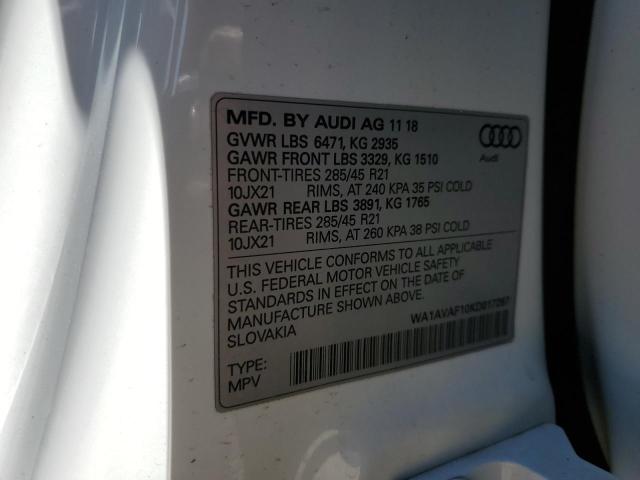 MFD. BY AUDI AG 11 18
GVWR LBS 6471, KG 2935
GAWR FRONT LBS 3329, KG 1510
FRONT-TIRES 285/45 R21
10JX21 RIMS, AT 240 KPA 35 PSI COLD
GAWR REAR LBS 3891, KG 1765
REAR-TIRES 285/45 R21
10JX21 RIMS, AT 260 KPA 38 PSI COLD
Audi
THIS VEHICLE CONFORMS TO ALL APPLICABLE
U.S. FEDERAL MOTOR VEHICLE SAFETY
STANDARDS IN EFFECT ON THE DATE OF
MANUFACTURE SHOWN ABOVE.
SLOVAKIA
WA1AVAF10KD017297
TYPE:
MPV